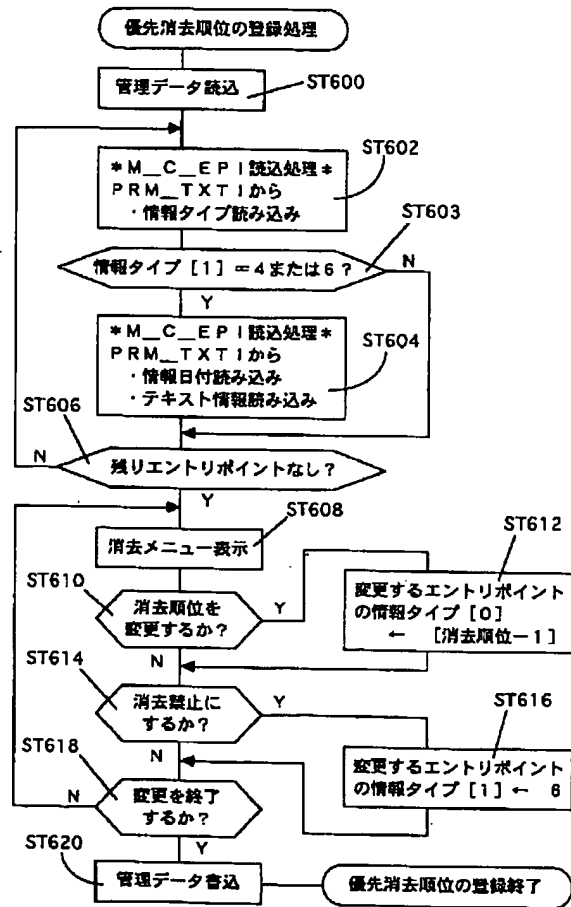 優先消去順位の登録処理
管理データ読込
ST600
*M__C__EPI読込処理*
PRM__TXT1から
・情報タイプ読み込み
ST602
ST603
情報タイプ [1] =4または6?
N
Y
*M__C__EPI読込処理*
PRM__TXT1から
・情報日付読み込み
・テキスト情報読み込み
ST604
ST606
残りエントリポイントなし?
N
Y
ST608
消去メニュー表示
ST610
消去順位を
変更するか?
Y
N
ST612
変更するエントリポイント
の情報タイプ [0]
← [消去順位−1]
ST614
消去禁止に
するか?
Y
N
ST616
変更するエントリポイント
の情報タイプ [1] ← 6
ST618
変更を終了
するか?
N
Y
ST620
管理データ書込
優先消去順位の登録終了